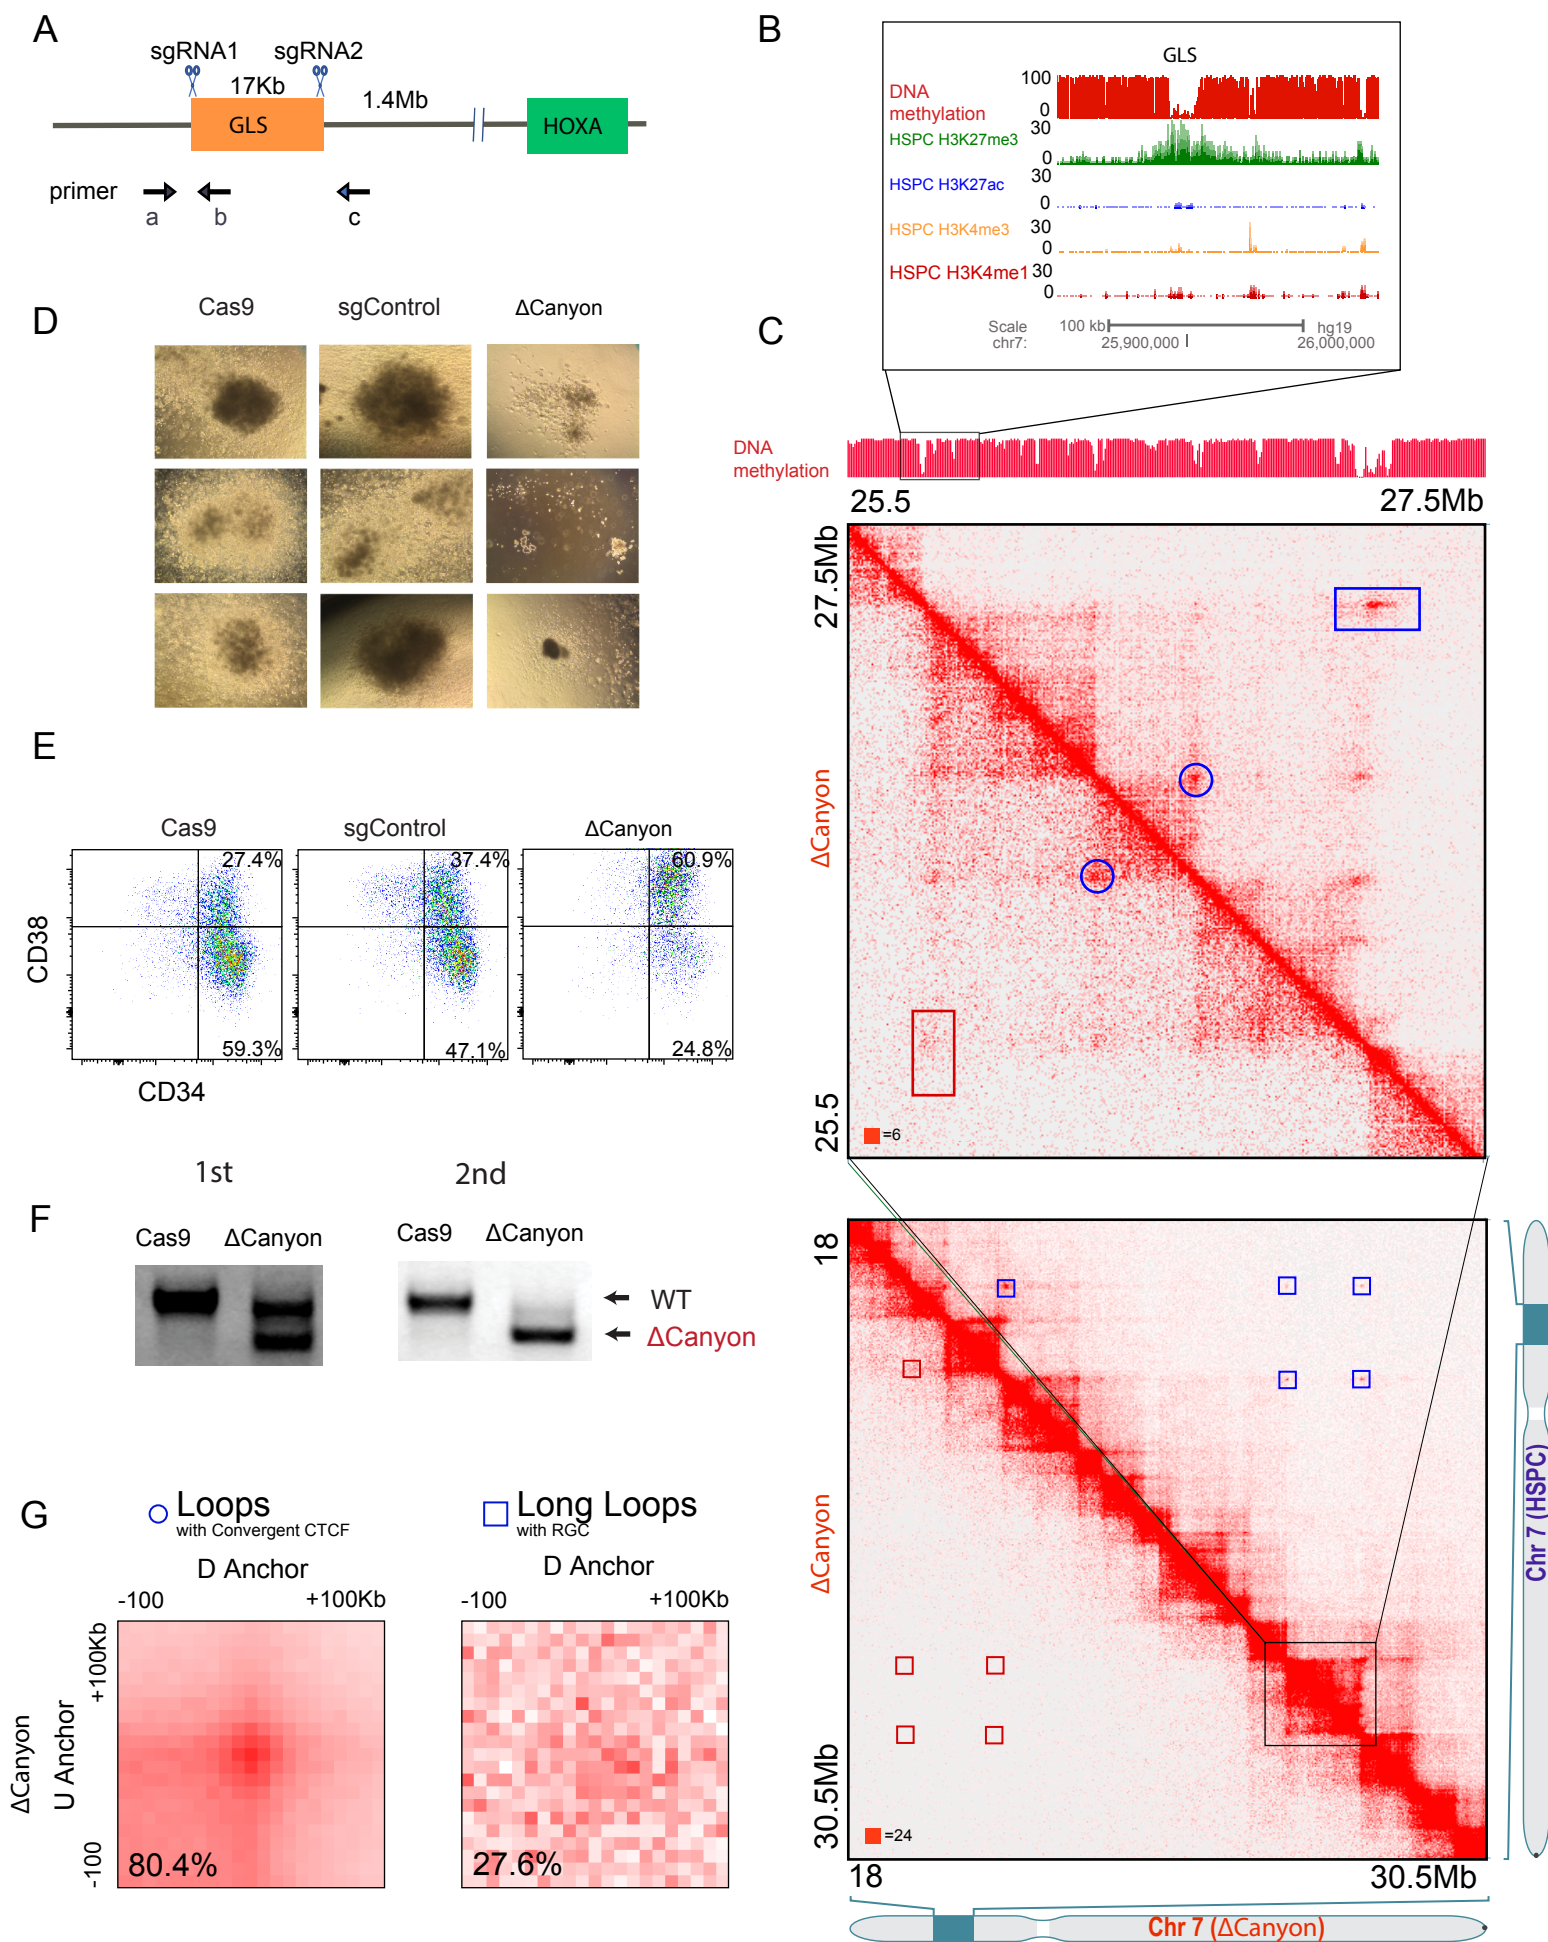 A
sgRNA1 sgRNA2
17Kb
1.4Mb
GLS
HOXA
primer
a b c
B
GLS
DNA
methylation
100
0
HSPC H3K27me3
30
0
HSPC H3K27ac
30
0
HSPC H3K4me3
30
0
HSPC H3K4me1
30
0
Scale 100 kb hg19
chr7: 25,900,000 26,000,000
C
DNA
methylation
25.5 27.5Mb
27.5Mb
ΔCanyon
25.5
=6
18
ΔCanyon
30.5Mb
=24
18 30.5Mb
Chr 7 (HSPC)
Chr 7 (ΔCanyon)
D
Cas9 sgControl ΔCanyon
E
Cas9 sgControl ΔCanyon
27.4% 37.4% 60.9%
CD38
59.3% 47.1% 24.8%
CD34
F
1st 2nd
Cas9 ΔCanyon Cas9 ΔCanyon
WT
ΔCanyon
G
Loops
with Convergent CTCF
D Anchor
-100 +100Kb
+100Kb
U Anchor
ΔCanyon
-100
80.4%
Long Loops
with RGC
D Anchor
-100 +100Kb
27.6%